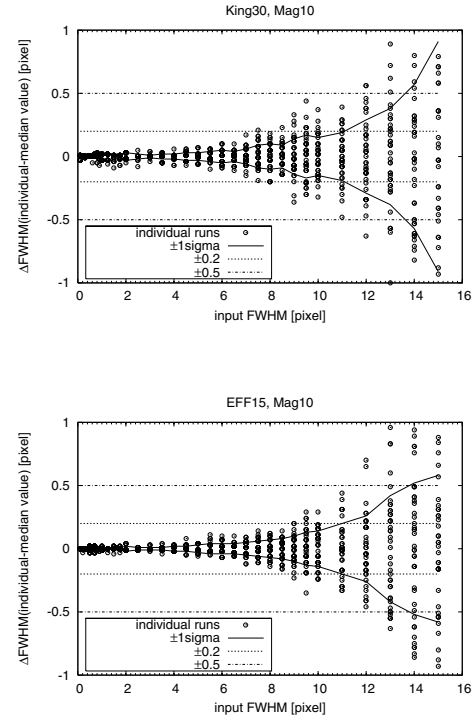 King30, Mag10
ΔFWHM(individual-median value) [pixel]
1
0.5
0
-0.5
-1
individual runs
±1sigma
±0.2
±0.5
0 2 4 6 8 10 12 14 16
input FWHM [pixel]
EFF15, Mag10
ΔFWHM(individual-median value) [pixel]
1
0.5
0
-0.5
-1
individual runs
±1sigma
±0.2
±0.5
0 2 4 6 8 10 12 14 16
input FWHM [pixel]